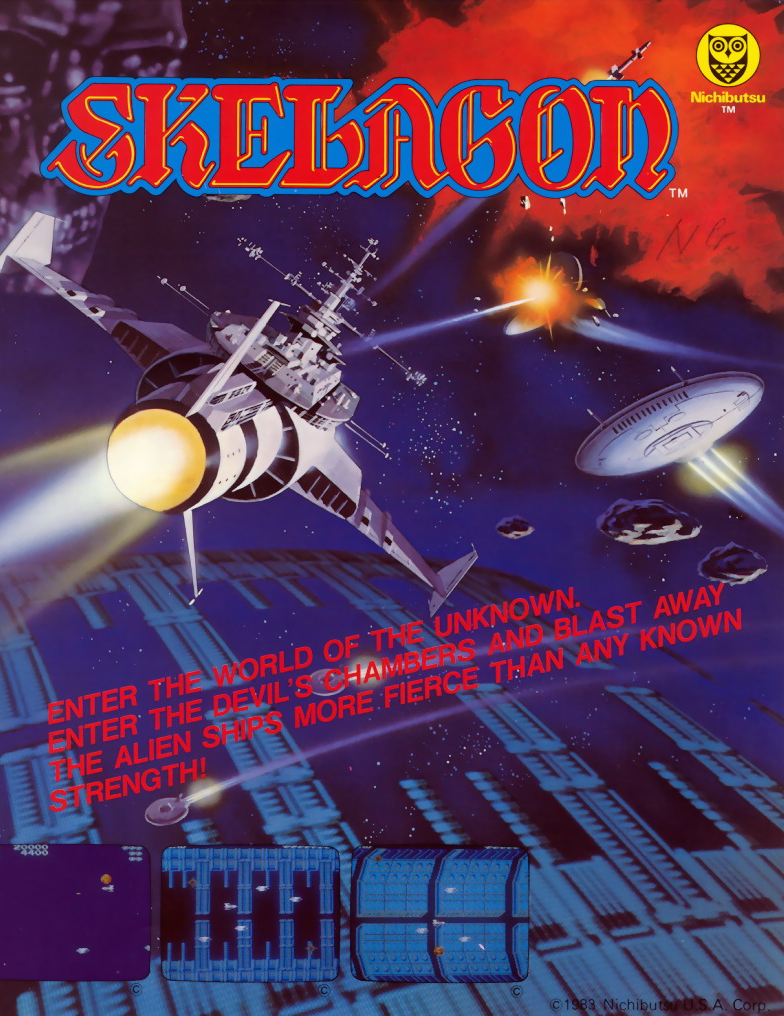 SKELAGON
TM
Nichibutsu
TM
ENTER THE WORLD OF THE UNKNOWN.
ENTER THE DEVIL'S CHAMBERS AND BLAST AWAY
THE ALIEN SHIPS MORE FIERCE THAN ANY KNOWN
STRENGTH!
20000
4400
©
©
©
©1983 Nichibutsu U.S.A. Corp.